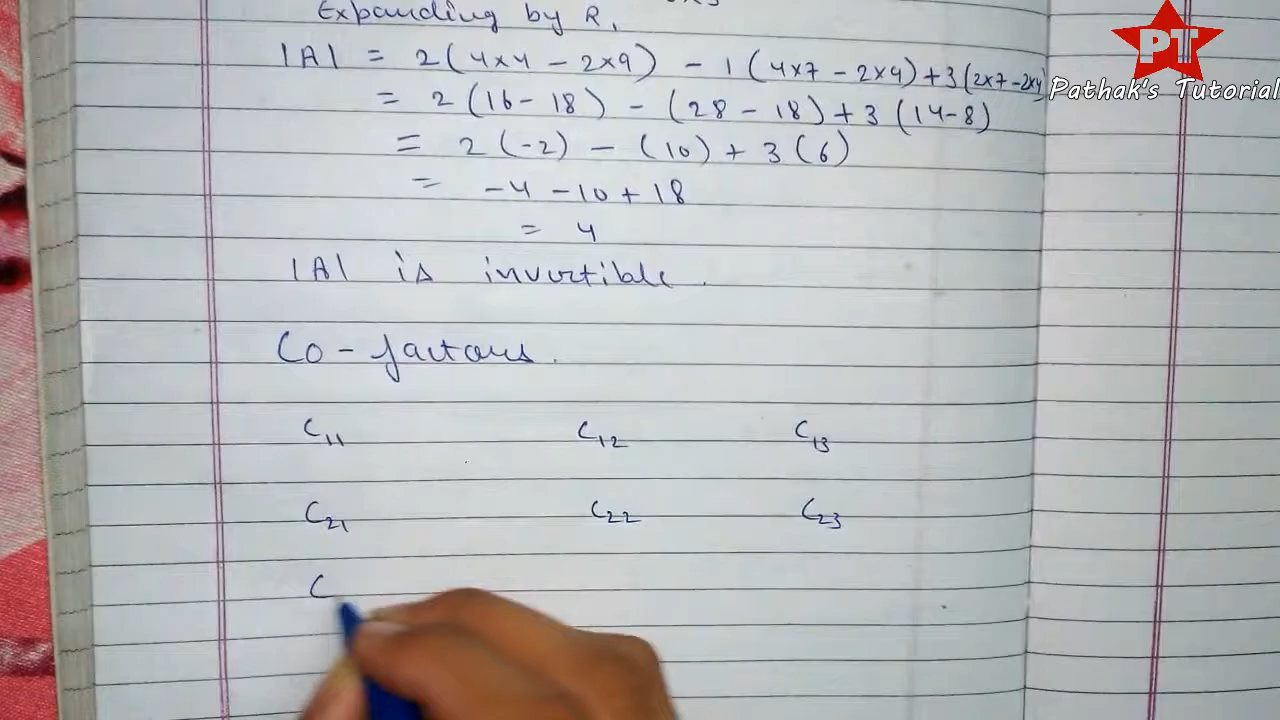 Expanding by R,
|A| = 2(4×4 - 2×9) - 1(4×7 - 2×9) + 3(2×7-2×4)
= 2(16-18) - (28-18) + 3(14-8)
= 2(-2) - (10) + 3(6)
= -4 - 10 + 18
= 4
|A| is invertible.
Co-factors.
C11 C12 C13
C21 C22 C23
C
PT
Pathak's Tutorial